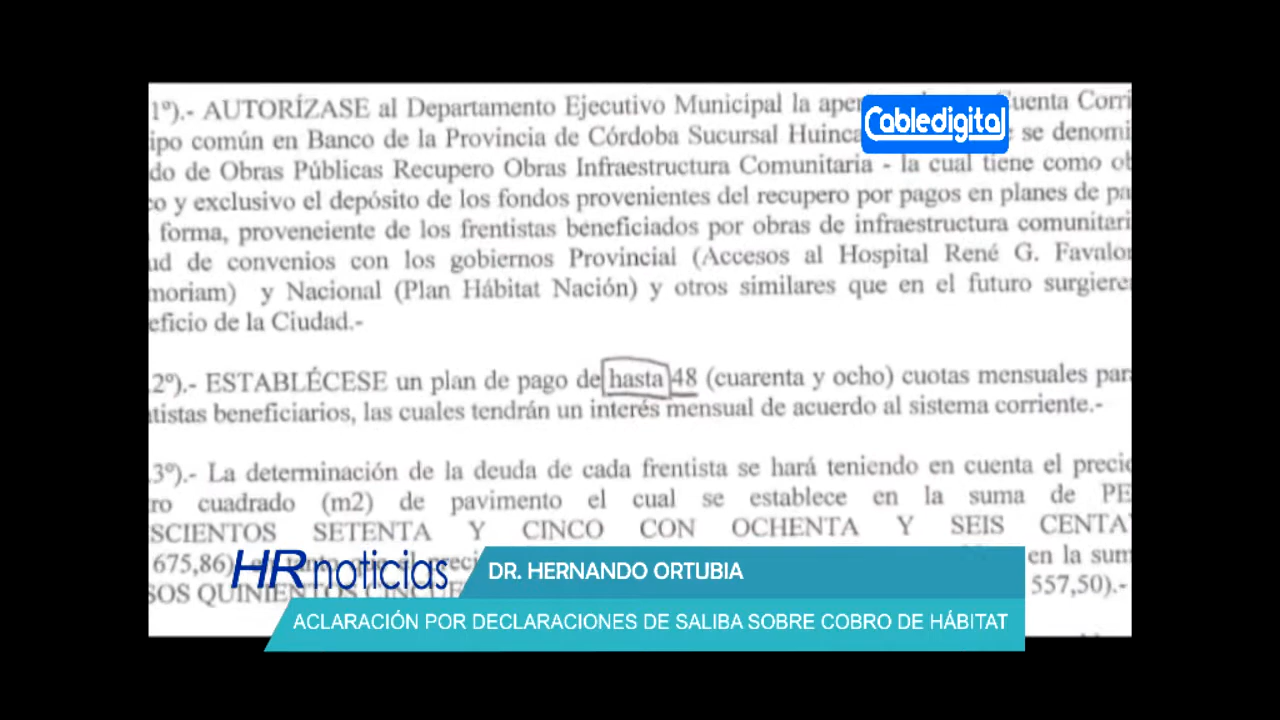 1º).- AUTORÍZASE al Departamento Ejecutivo Municipal la aper
Cuenta Corri
ipo común en Banco de la Provincia de Córdoba Sucursal Huinca
se denomi
do de Obras Públicas Recupero Obras Infraestructura Comunitaria - la cual tiene como ob
co y exclusivo el depósito de los fondos provenientes del recupero por pagos en planes de pa
forma, proveneiente de los frentistas beneficiados por obras de infraestructura comunitari
ud de convenios con los gobiernos Provincial (Accesos al Hospital René G. Favalor
moriam) y Nacional (Plan Hábitat Nación) y otros similares que en el futuro surgiere
eficio de la Ciudad.-
2º).- ESTABLÉCESE un plan de pago de hasta 48 (cuarenta y ocho) cuotas mensuales par
tistas beneficiarios, las cuales tendrán un interés mensual de acuerdo al sistema corriente.-
3º).- La determinación de la deuda de cada frentista se hará teniendo en cuenta el precio
ro cuadrado (m2) de pavimento el cual se establece en la suma de PE
SCIENTOS SETENTA Y CINCO CON OCHENTA Y SEIS CENTA
675,86)
preci
en la sum
SOS QUINIENTOS CINCUE
557,50).-
Cabledigital
HR noticias
DR. HERNANDO ORTUBIA
ACLARACIÓN POR DECLARACIONES DE SALIBA SOBRE COBRO DE HÁBITAT